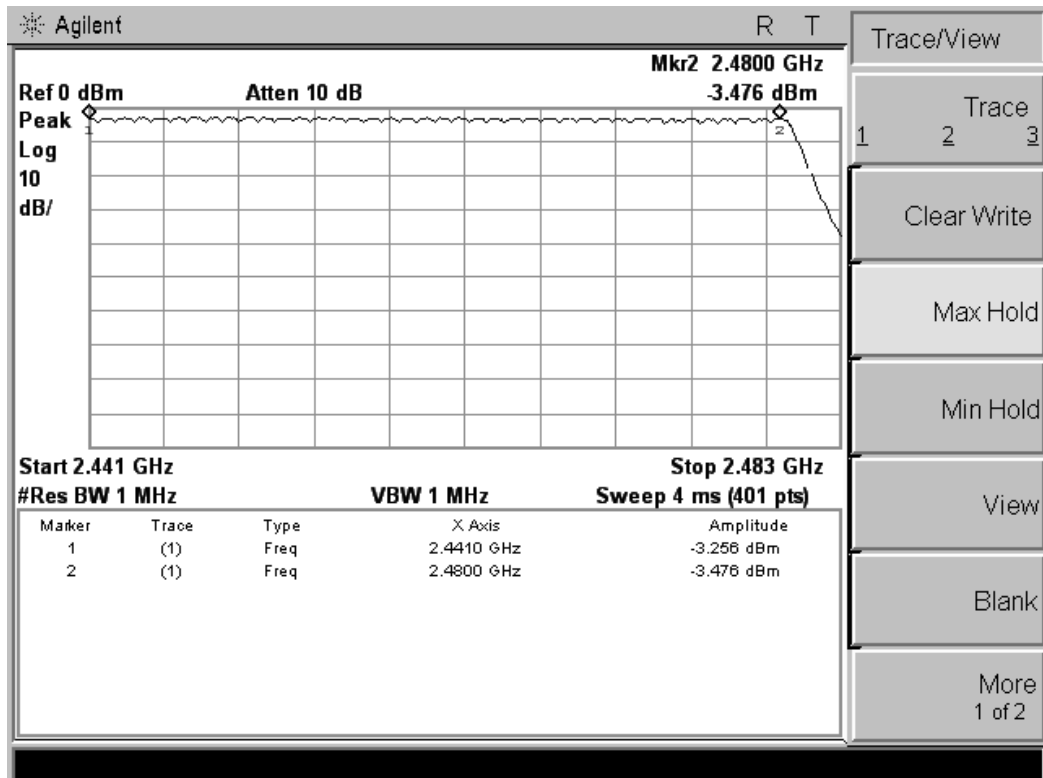 Agilent R T
Mkr2 2.4800 GHz
Ref 0 dBm Atten 10 dB -3.476 dBm
Peak
Log
10
dB/
1
2
Start 2.441 GHz Stop 2.483 GHz
#Res BW 1 MHz VBW 1 MHz Sweep 4 ms (401 pts)
Marker Trace Type X Axis Amplitude
1 (1) Freq 2.4410 GHz -3.256 dBm
2 (1) Freq 2.4800 GHz -3.476 dBm
Trace/View
Trace
1 2 3
Clear Write
Max Hold
Min Hold
View
Blank
More
1 of 2